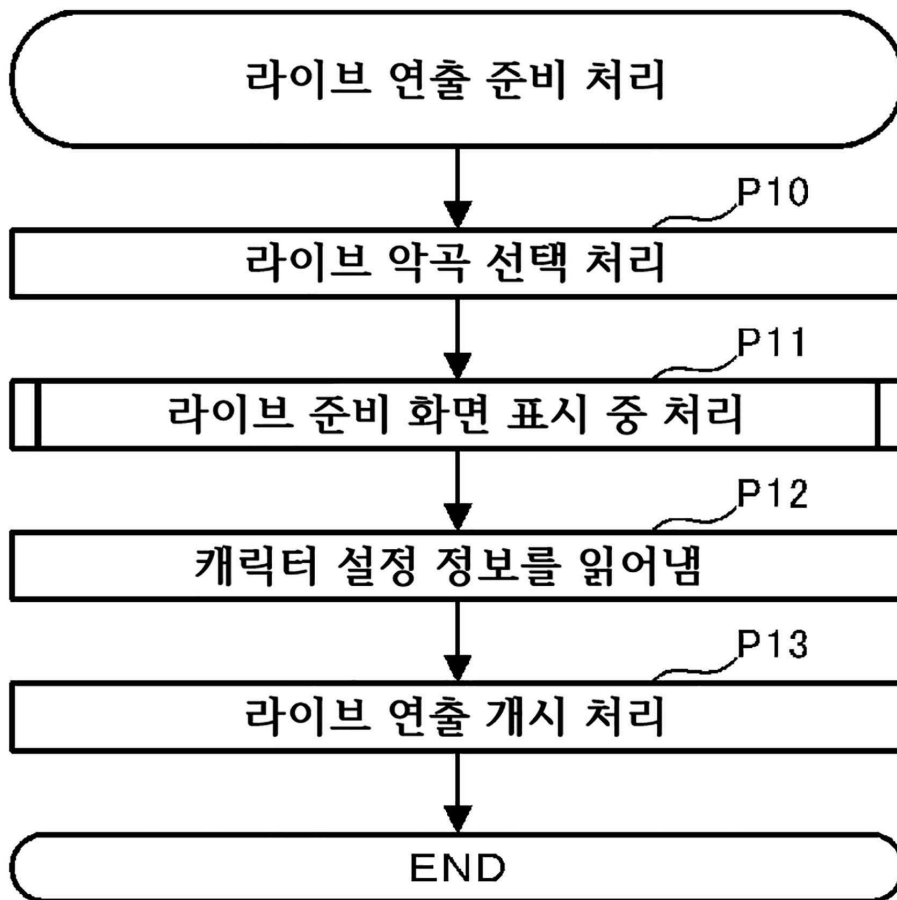 라이브 연출 준비 처리
P10
라이브 악곡 선택 처리
P11
라이브 준비 화면 표시 중 처리
P12
캐릭터 설정 정보를 읽어냄
P13
라이브 연출 개시 처리
END